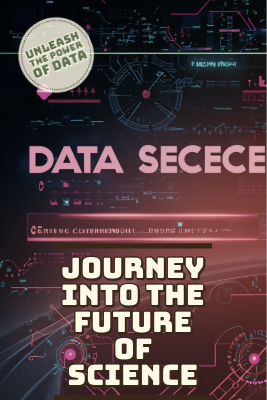 UNLEASH
THE POWER
OF DATA
DATA SECECE
JOURNEY
INTO THE
FUTURE
OF
SCIENCE